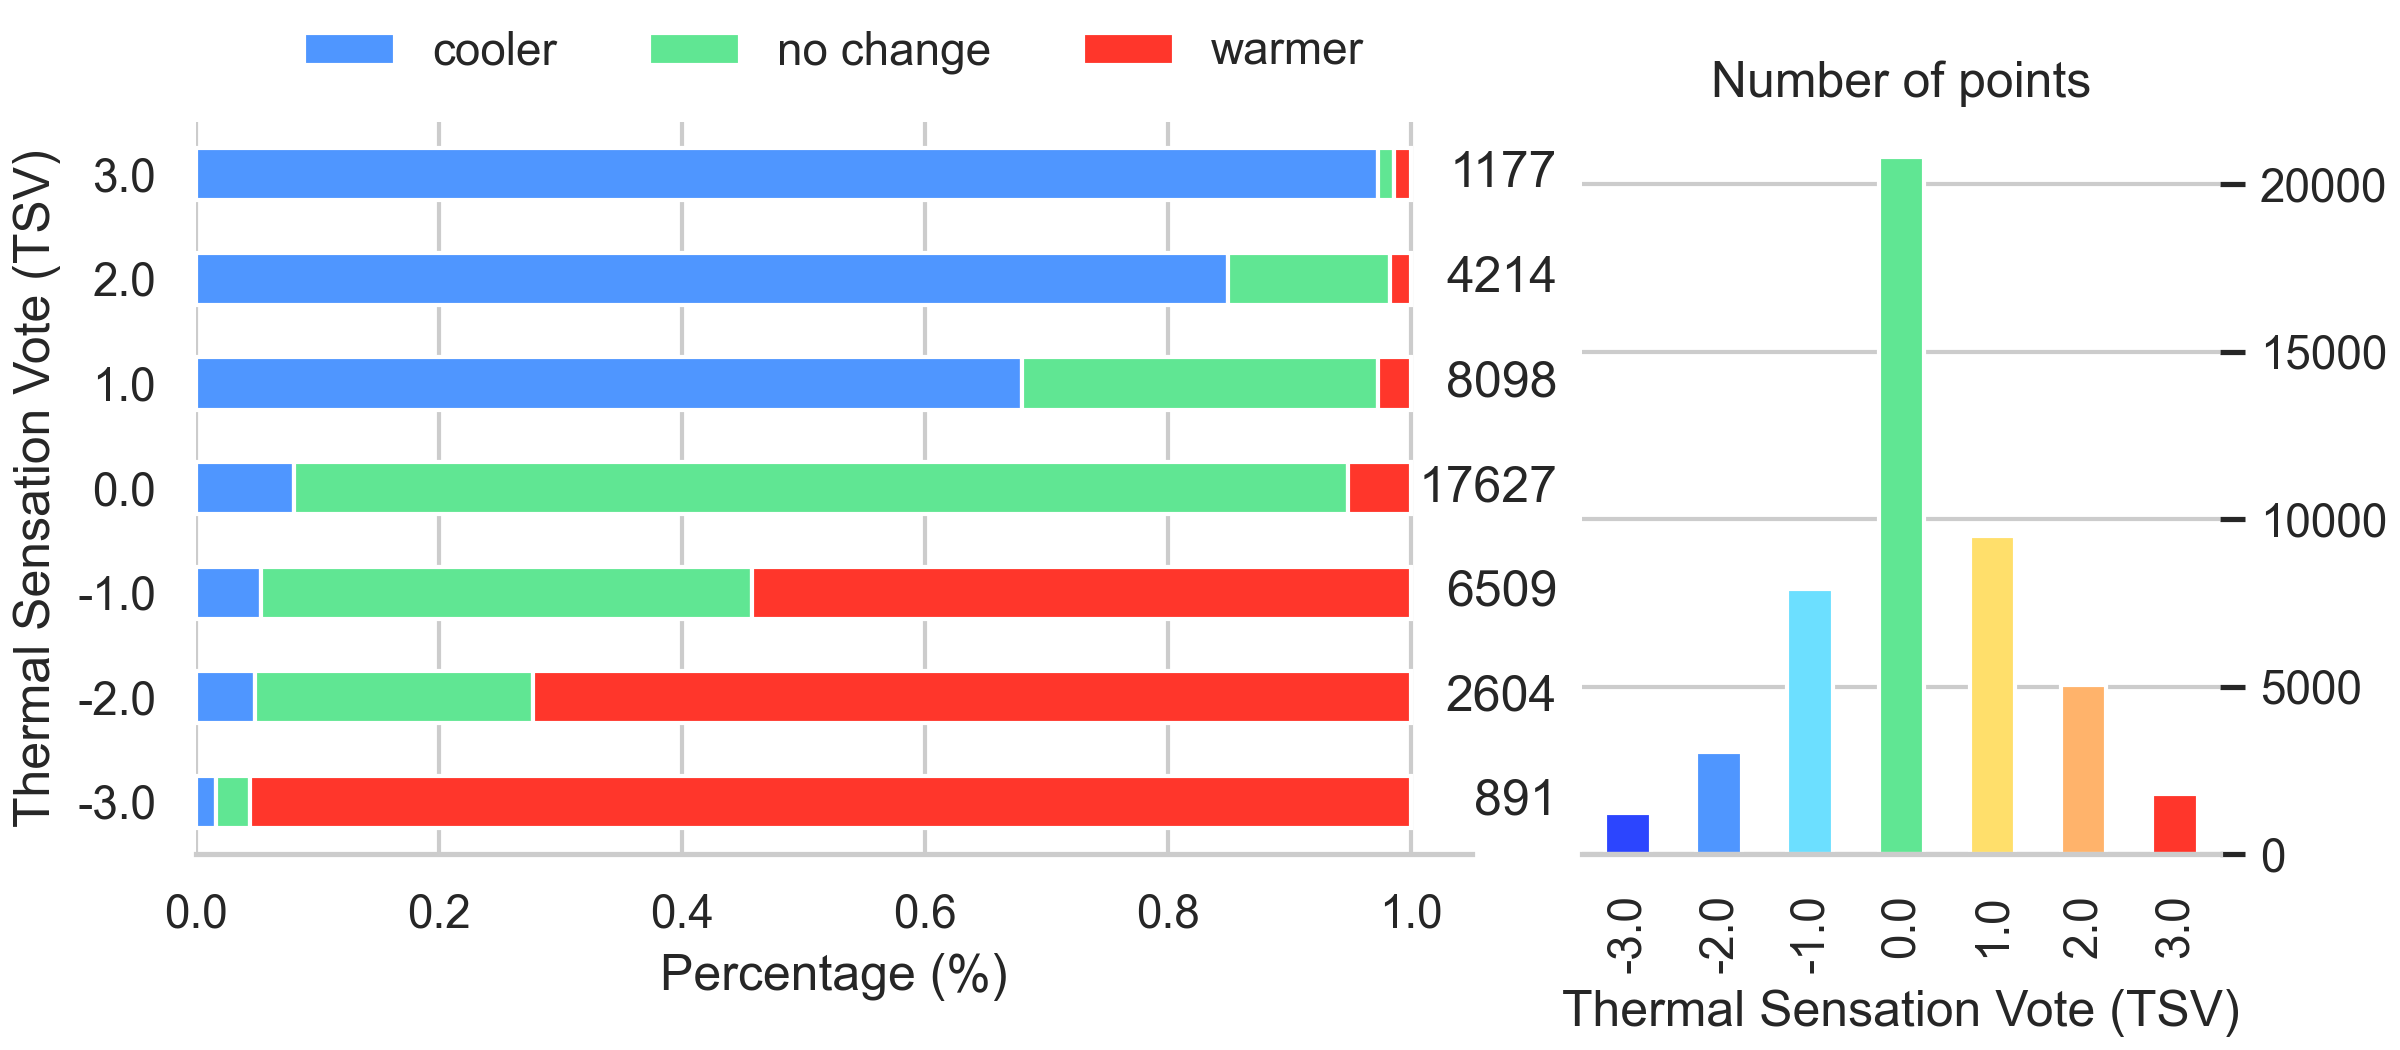 cooler no change warmer
Number of points
Thermal Sensation Vote (TSV)
3.0 1177
2.0 4214
1.0 8098
0.0 17627
-1.0 6509
-2.0 2604
-3.0 891
0.0 0.2 0.4 0.6 0.8 1.0
Percentage (%)
20000
15000
10000
5000
0
-3.0 -2.0 -1.0 0.0 1.0 2.0 3.0
Thermal Sensation Vote (TSV)